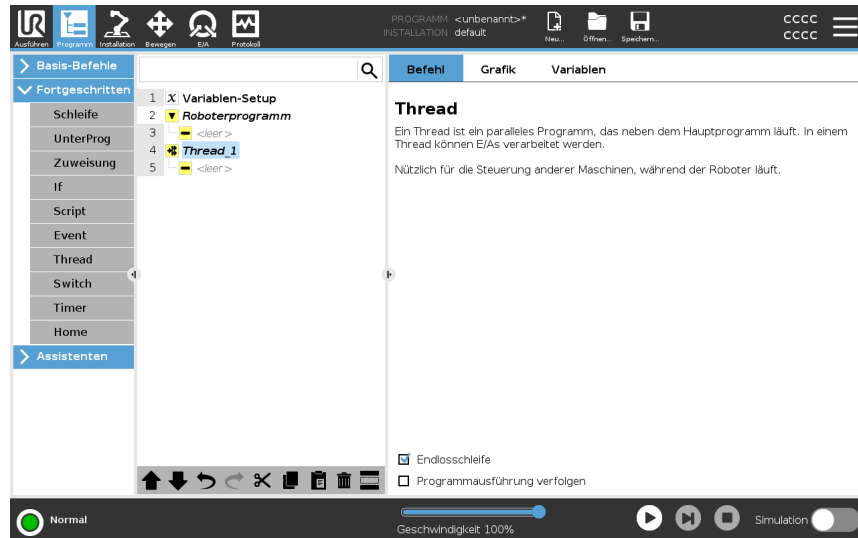 PROGRAMM <unbenannt>*
INSTALLATION default
Ausführen Programm Installation Bewegen E/A Protokoll
Neu... Öffnen... Speichern...
CCCC
CCCC
Basis-Befehle
Fortgeschritten
Schleife
UnterProg
Zuweisung
If
Script
Event
Thread
Switch
Timer
Home
Assistenten
1 X Variablen-Setup
2 Roboterprogramm
3 <leer>
4 Thread_1
5 <leer>
Befehl Grafik Variablen
Thread
Ein Thread ist ein paralleles Programm, das neben dem Hauptprogramm läuft. In einem
Thread können E/As verarbeitet werden.
Nützlich für die Steuerung anderer Maschinen, während der Roboter läuft.
Endlosschleife
Programmausführung verfolgen
Normal
Geschwindigkeit 100%
Simulation